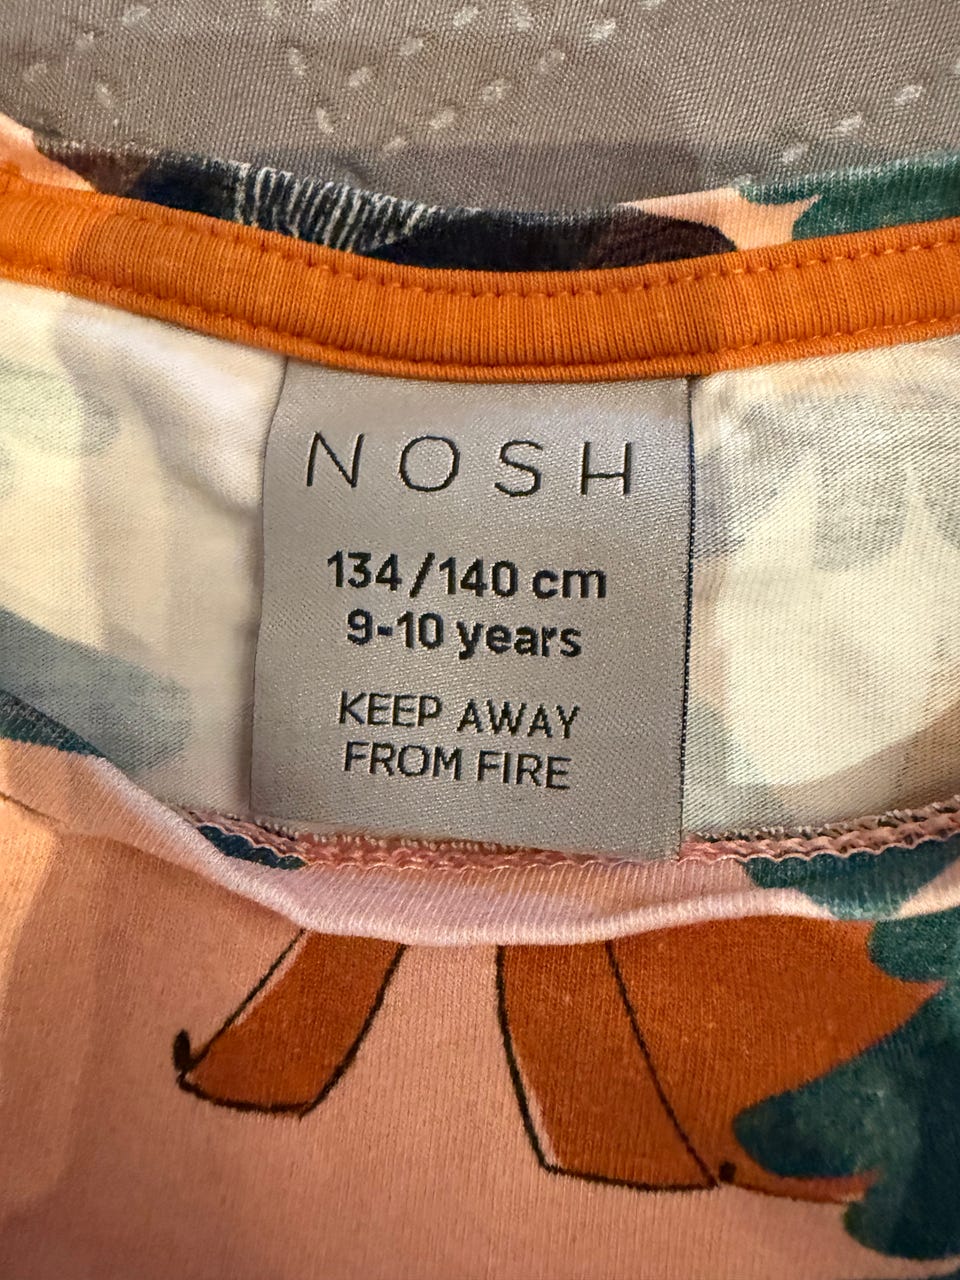 NOSH
134/140 cm
9-10 years
KEEP AWAY
FROM FIRE